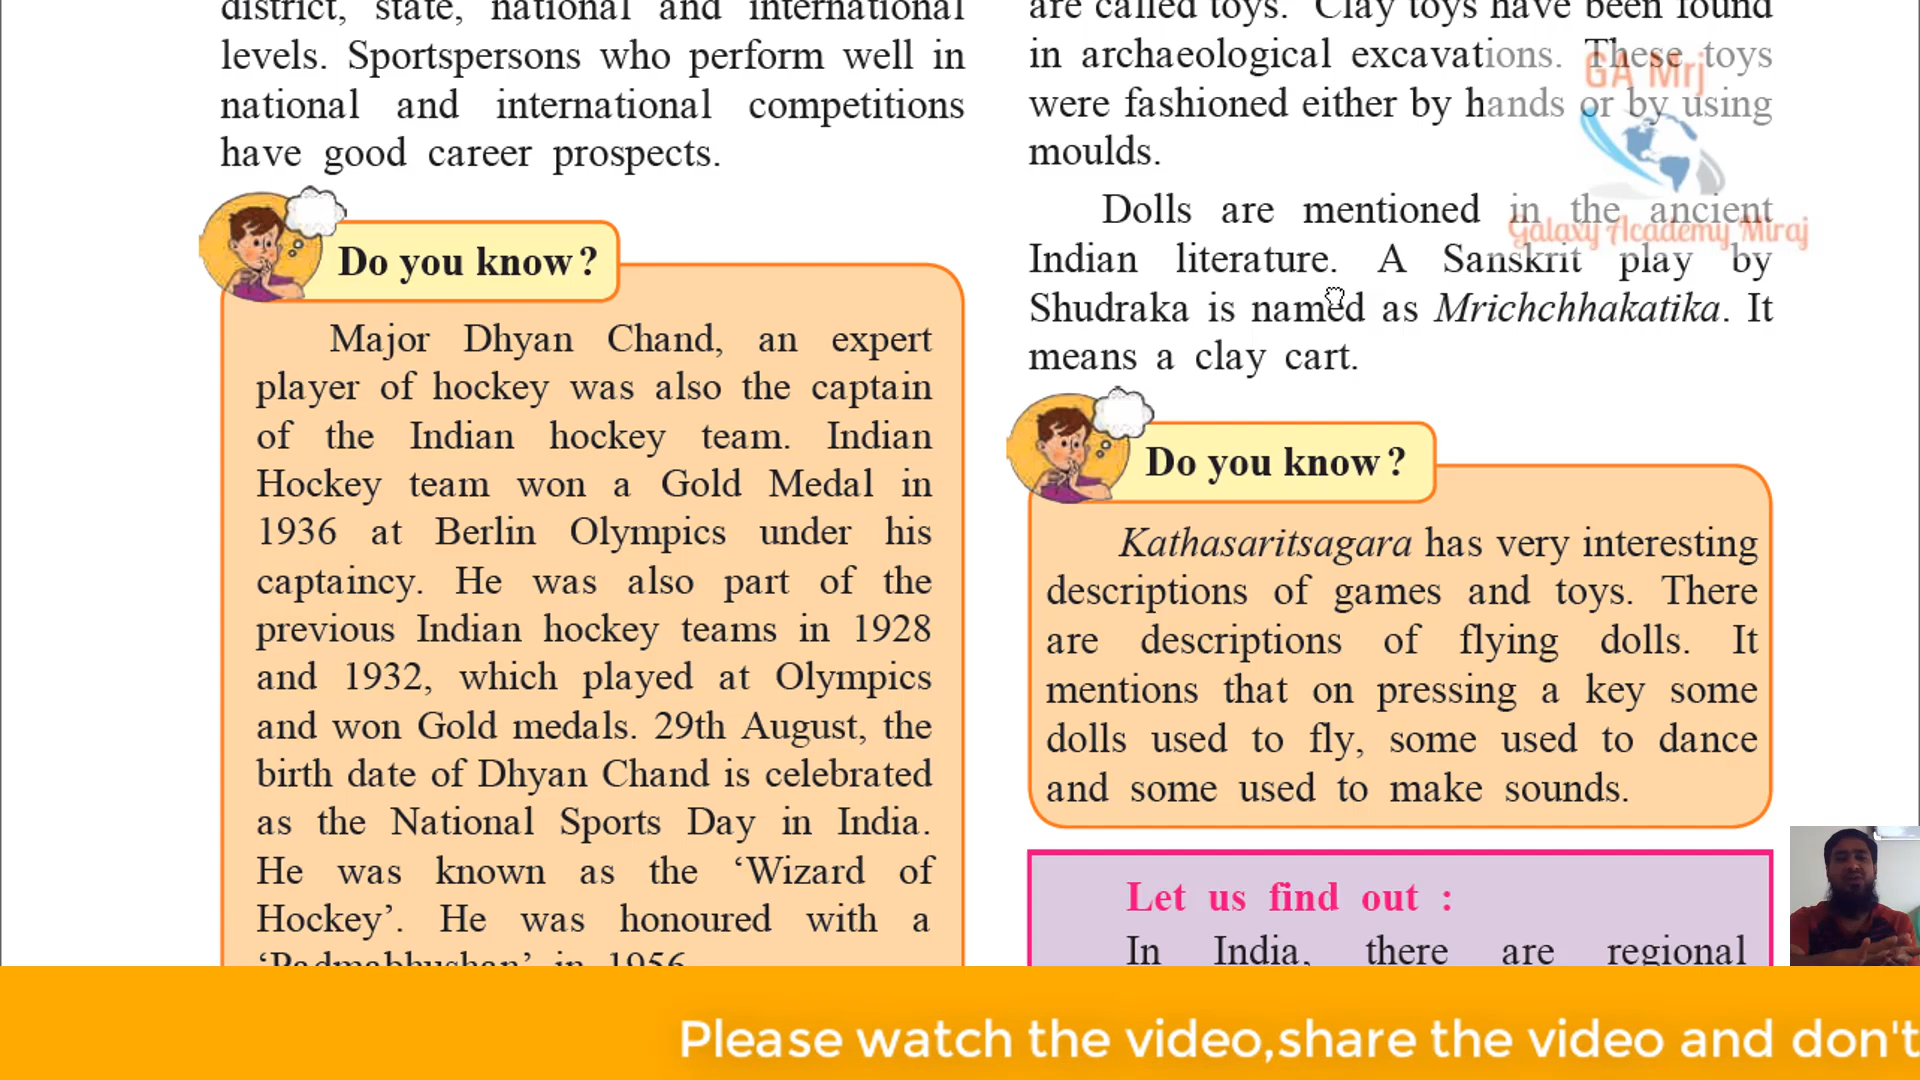 district, state, national and international
levels. Sportspersons who perform well in
national and international competitions
have good career prospects.
Do you know?
Major Dhyan Chand, an expert
player of hockey was also the captain
of the Indian hockey team. Indian
Hockey team won a Gold Medal in
1936 at Berlin Olympics under his
captaincy. He was also part of the
previous Indian hockey teams in 1928
and 1932, which played at Olympics
and won Gold medals. 29th August, the
birth date of Dhyan Chand is celebrated
as the National Sports Day in India.
He was known as the ‘Wizard of
Hockey’. He was honoured with a
‘Padmabhushan’ in 1956
are called toys. Clay toys have been found
in archaeological excavations. These toys
were fashioned either by hands or by using
moulds.
Dolls are mentioned in the ancient
Indian literature. A Sanskrit play by
Shudraka is named as Mrichchhakatika. It
means a clay cart.
Do you know?
Kathasaritsagara has very interesting
descriptions of games and toys. There
are descriptions of flying dolls. It
mentions that on pressing a key some
dolls used to fly, some used to dance
and some used to make sounds.
Let us find out :
In India, there are regional
GA Mrj
Galaxy Academy Miraj
Please watch the video,share the video and don't